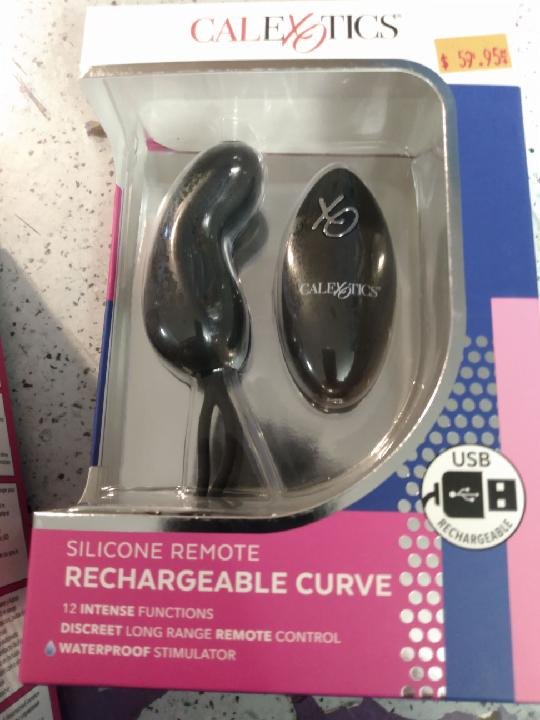 CALEXOTICS
$ 59.95
XO
CALEXOTICS
USB
RECHARGEABLE
SILICONE REMOTE
RECHARGEABLE CURVE
12 INTENSE FUNCTIONS
DISCREET LONG RANGE REMOTE CONTROL
WATERPROOF STIMULATOR